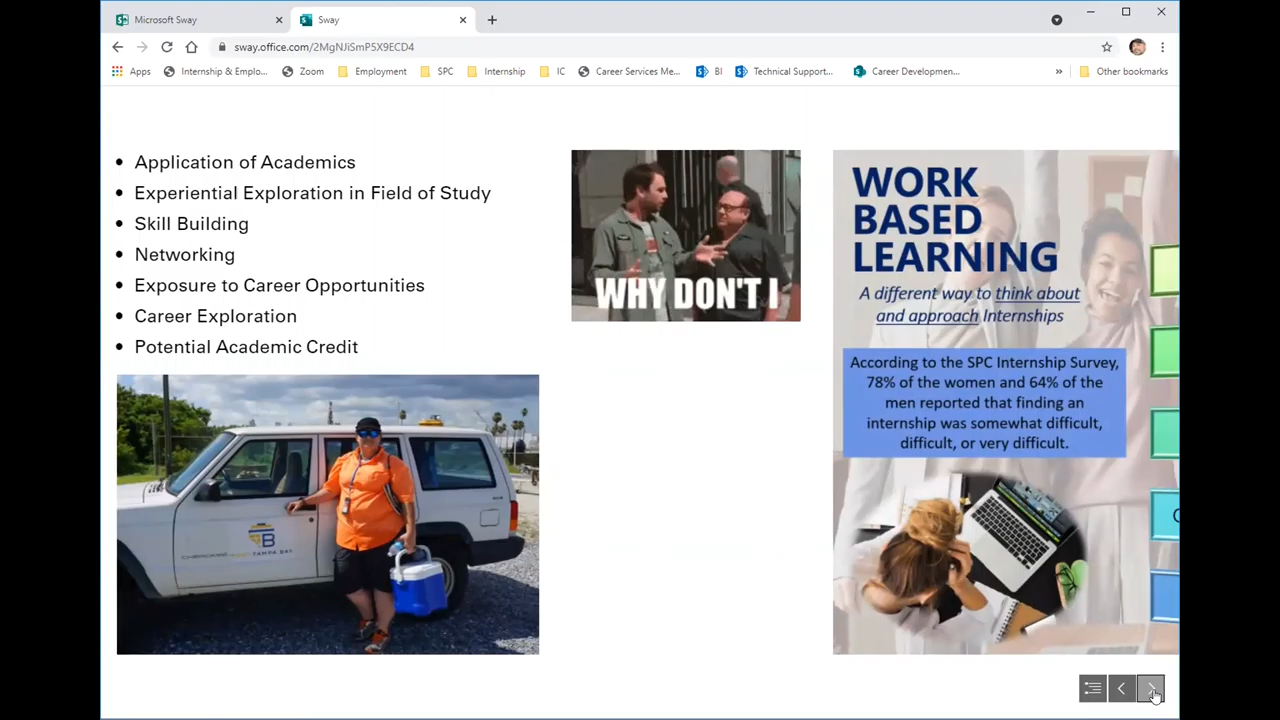 Microsoft Sway
Sway
sway.office.com/2MgNJiSmP5X9ECD4
Apps
Internship & Emplo...
Zoom
Employment
SPC
Internship
IC
Career Services Me...
BI
Technical Support...
Career Developmen...
»
Other bookmarks
• Application of Academics
• Experiential Exploration in Field of Study
• Skill Building
• Networking
• Exposure to Career Opportunities
• Career Exploration
• Potential Academic Credit
WHY DON'T I
WORK
BASED
LEARNING
A different way to think about
and approach Internships
According to the SPC Internship Survey,
78% of the women and 64% of the
men reported that finding an
internship was somewhat difficult,
difficult, or very difficult.
B
TAMPA BAY